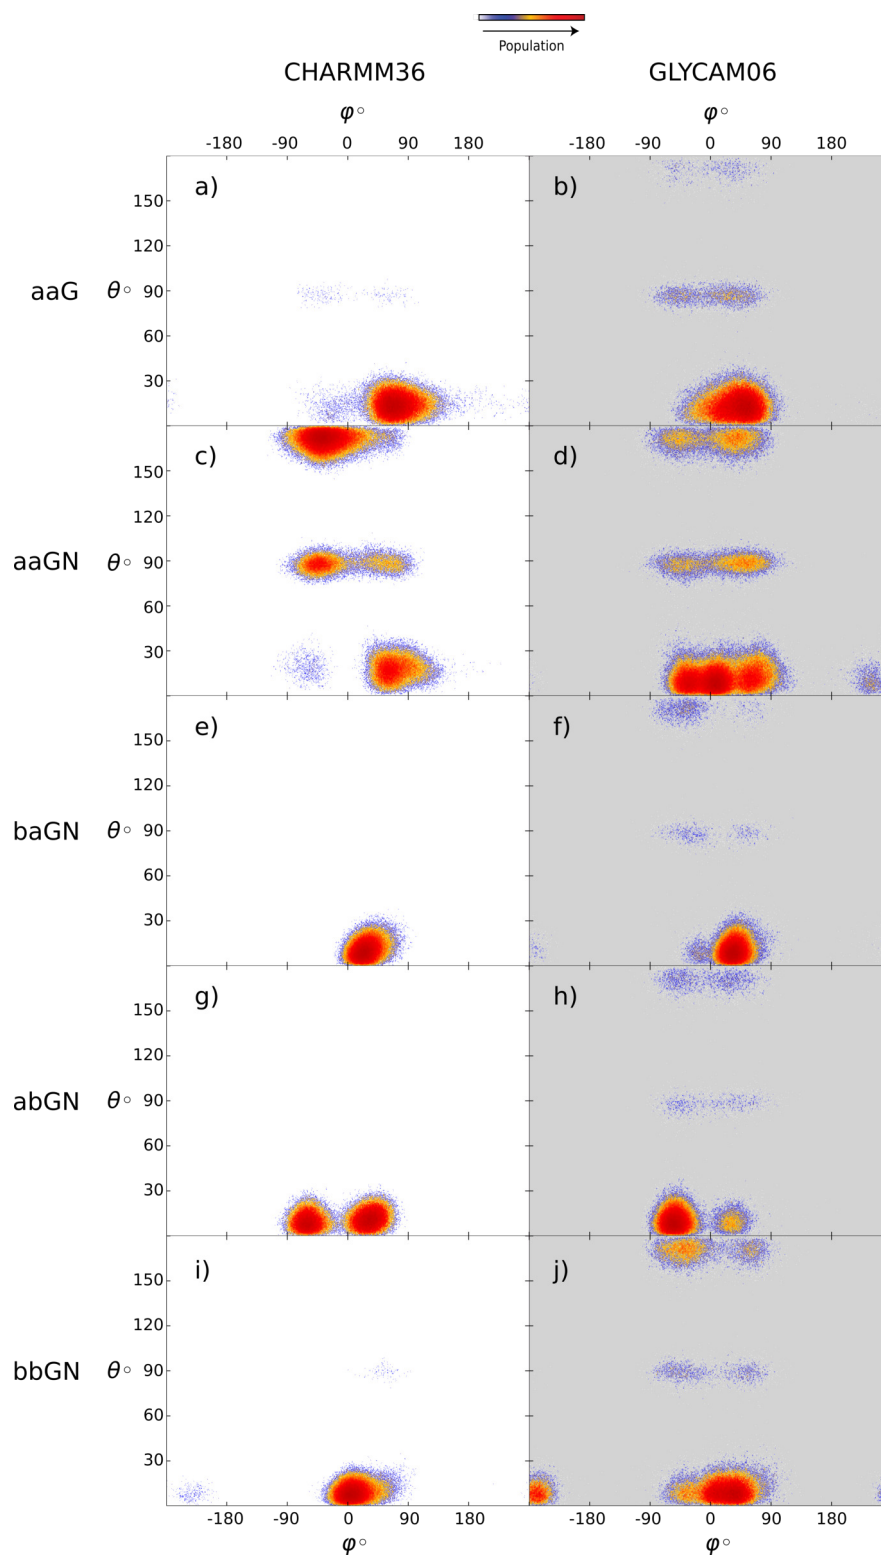 Population
CHARMM36 GLYCAM06
φ° φ°
-180 -90 0 90 180 -180 -90 0 90 180
a) b)
150
120
aaG θ° 90
60
30
c) d)
150
120
aaGN θ° 90
60
30
e) f)
150
120
baGN θ° 90
60
30
g) h)
150
120
abGN θ° 90
60
30
i) j)
150
120
bbGN θ° 90
60
30
-180 -90 0 90 180 -180 -90 0 90 180
φ° φ°